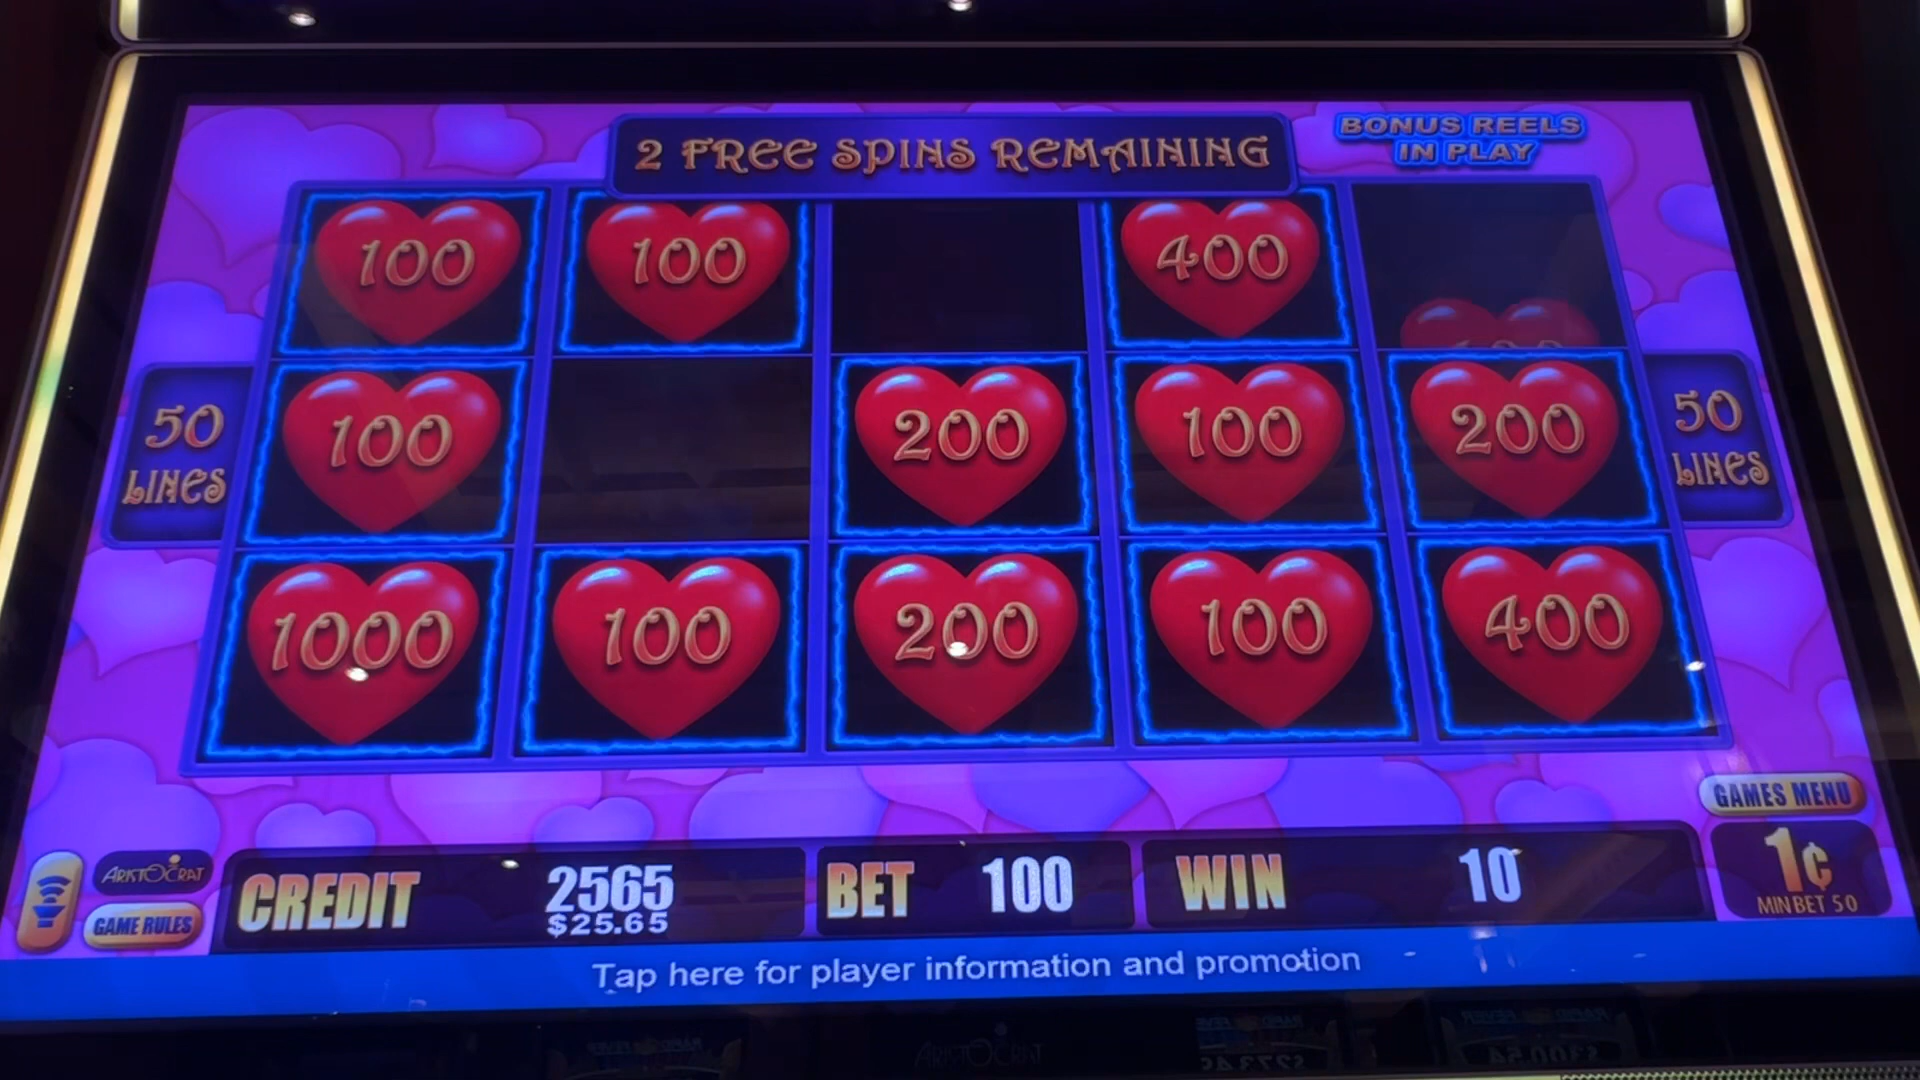 2 FREE SPINS REMAINING
BONUS REELS
IN PLAY
100
100
400
50
LINES
100
200
100
200
50
LINES
1000
100
200
100
400
GAMES MENU
ARISTOCRAT
GAME RULES
CREDIT
2565
$25.65
BET
100
WIN
10
1¢
MIN BET 50
Tap here for player information and promotion
ARISTOCRAT